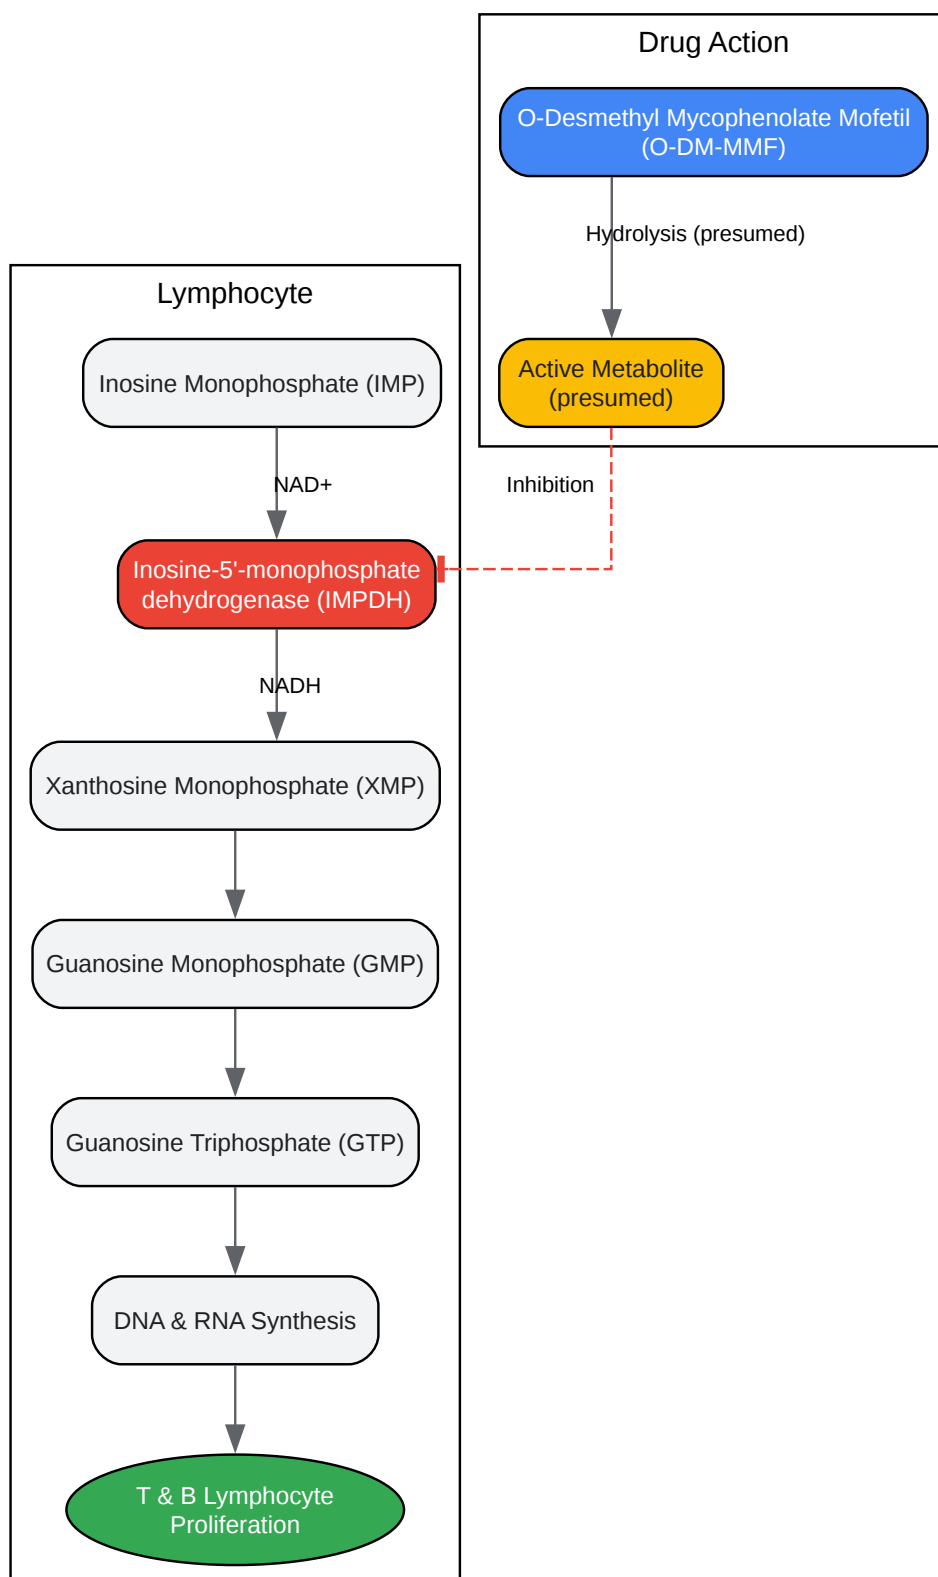 Drug Action
O-Desmethyl Mycophenolate Mofetil
(O-DM-MMF)
Hydrolysis (presumed)
Active Metabolite
(presumed)
Inhibition
Lymphocyte
Inosine Monophosphate (IMP)
NAD+
Inosine-5'-monophosphate
dehydrogenase (IMPDH)
NADH
Xanthosine Monophosphate (XMP)
Guanosine Monophosphate (GMP)
Guanosine Triphosphate (GTP)
DNA & RNA Synthesis
T & B Lymphocyte
Proliferation